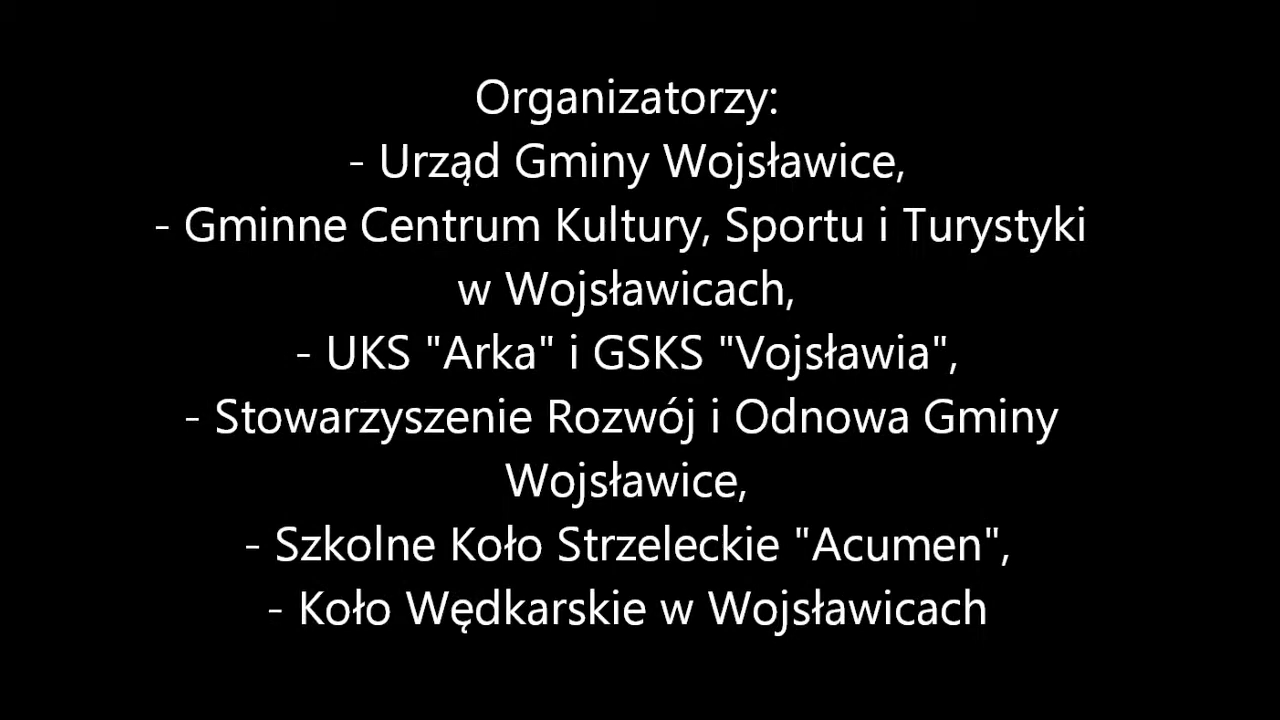 Organizatorzy:
- Urząd Gminy Wojsławice,
- Gminne Centrum Kultury, Sportu i Turystyki
w Wojsławicach,
- UKS "Arka" i GSKS "Vojsławia",
- Stowarzyszenie Rozwój i Odnowa Gminy
Wojsławice,
- Szkolne Koło Strzeleckie "Acumen",
- Koło Wędkarskie w Wojsławicach